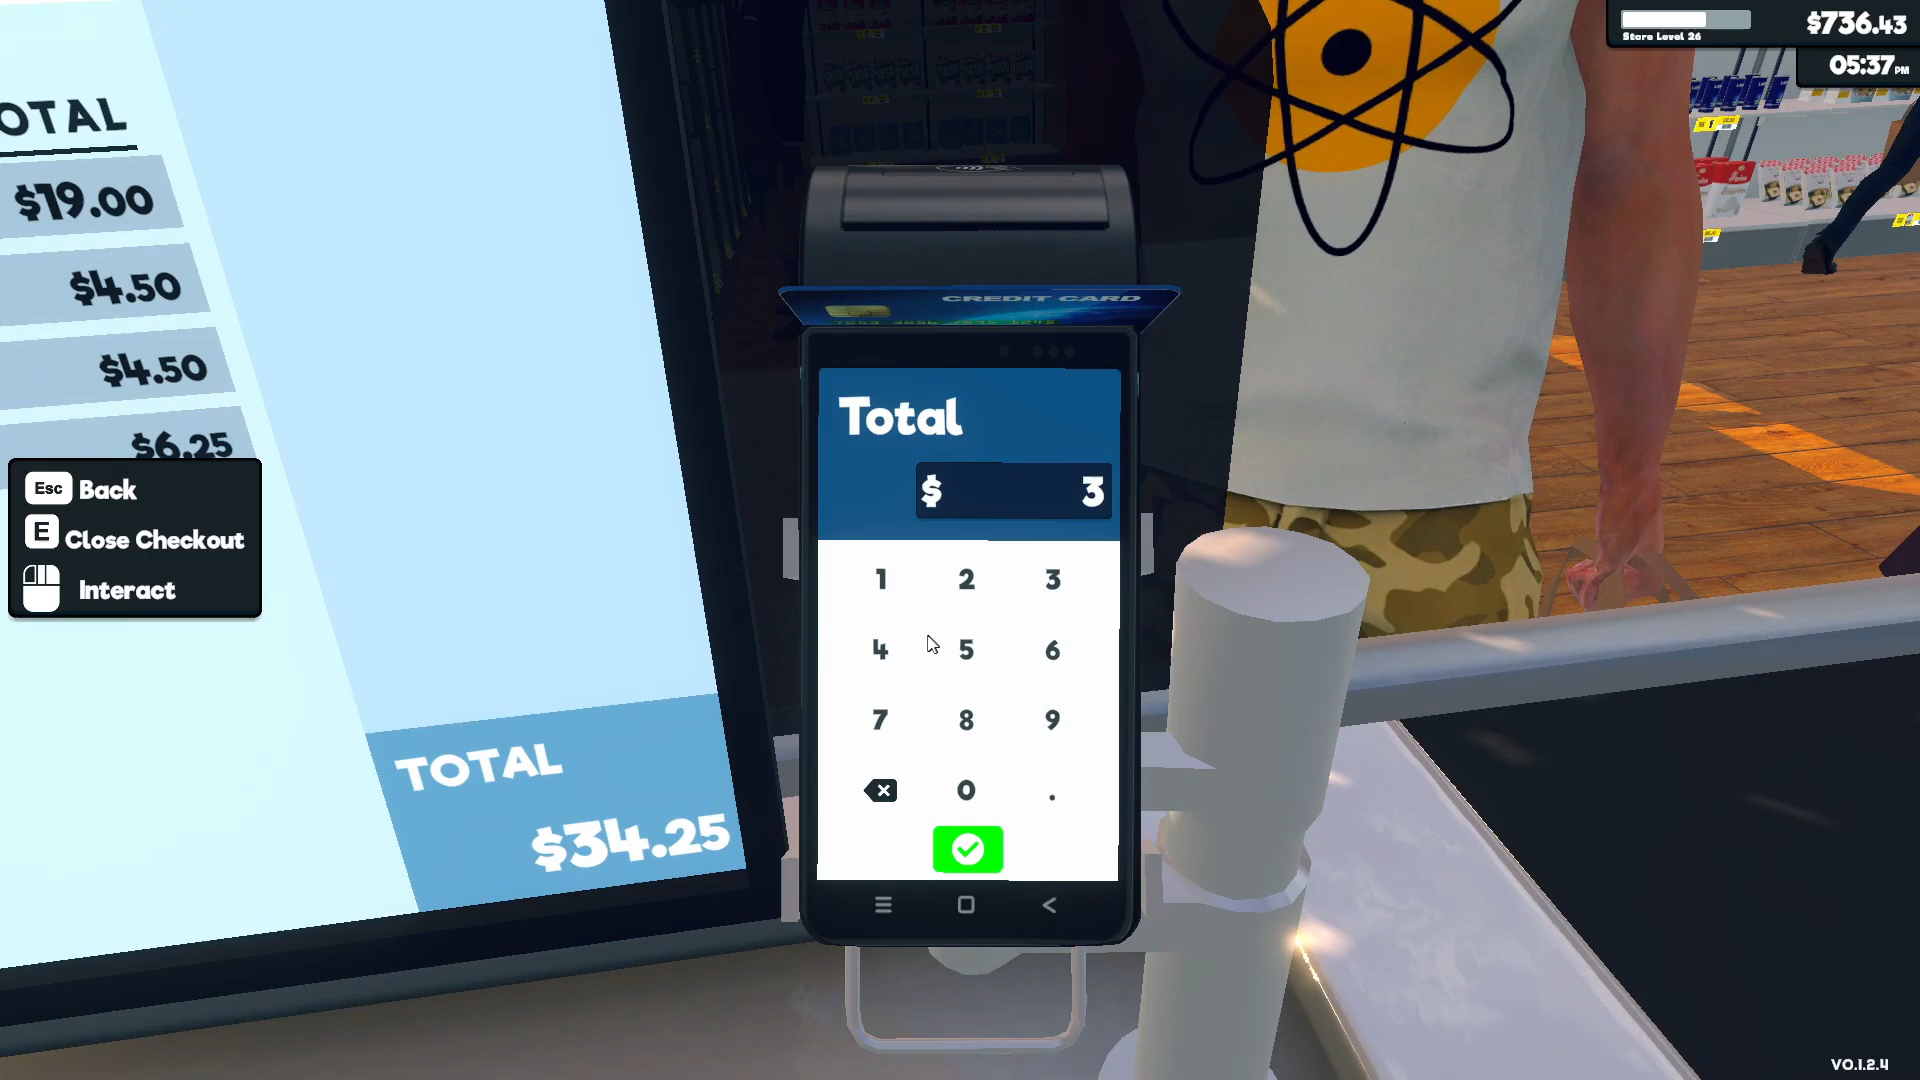 Store Level 26
$736.43
05:37 PM
OTAL
$19.00
$4.50
$4.50
$6.25
Esc Back
E Close Checkout
Interact
TOTAL
$34.25
CREDIT CARD
Total
$ 3
1 2 3
4 5 6
7 8 9
0 .
V0.1.2.4